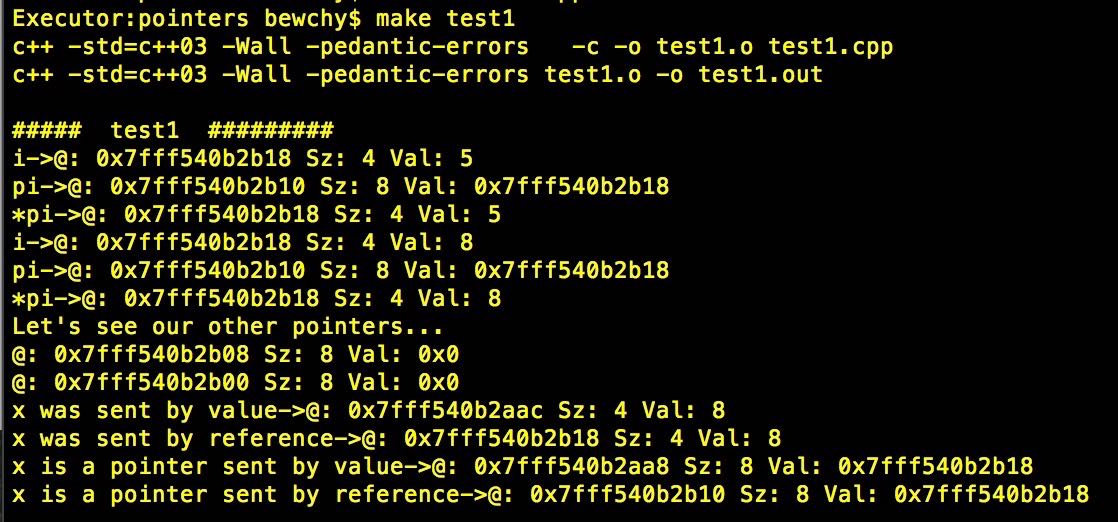 Executor:pointers bewchy$ make test1
c++ -std=c++03 -Wall -pedantic-errors   -c -o test1.o test1.cpp
c++ -std=c++03 -Wall -pedantic-errors test1.o -o test1.out
#####  test1  #########
i->@: 0x7fff540b2b18 Sz: 4 Val: 5
pi->@: 0x7fff540b2b10 Sz: 8 Val: 0x7fff540b2b18
*pi->@: 0x7fff540b2b18 Sz: 4 Val: 5
i->@: 0x7fff540b2b18 Sz: 4 Val: 8
pi->@: 0x7fff540b2b10 Sz: 8 Val: 0x7fff540b2b18
*pi->@: 0x7fff540b2b18 Sz: 4 Val: 8
Let's see our other pointers...
@: 0x7fff540b2b08 Sz: 8 Val: 0x0
@: 0x7fff540b2b00 Sz: 8 Val: 0x0
x was sent by value->@: 0x7fff540b2aac Sz: 4 Val: 8
x was sent by reference->@: 0x7fff540b2b18 Sz: 4 Val: 8
x is a pointer sent by value->@: 0x7fff540b2aa8 Sz: 8 Val: 0x7fff540b2b18
x is a pointer sent by reference->@: 0x7fff540b2b10 Sz: 8 Val: 0x7fff540b2b18